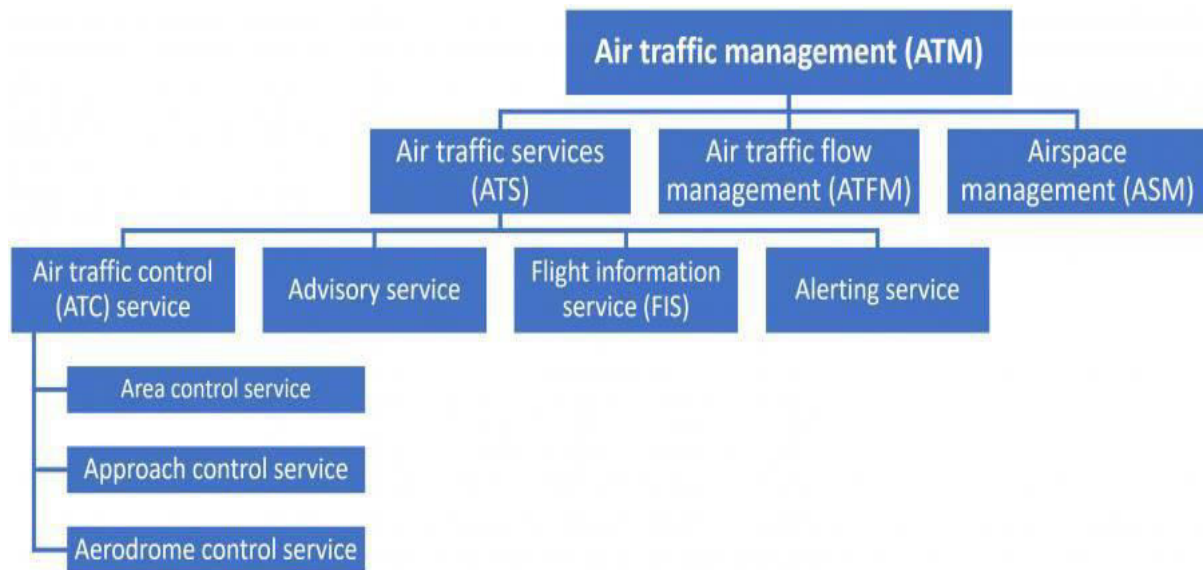 Air traffic management (ATM)
Air traffic services
(ATS)
Air traffic flow
management (ATFM)
Airspace
management (ASM)
Air traffic control
(ATC) service
Advisory service
Flight information
service (FIS)
Alerting service
Area control service
Approach control service
Aerodrome control service